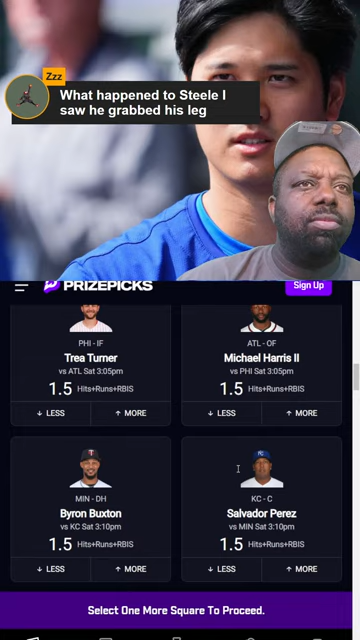 Zzz
What happened to Steele I
saw he grabbed his leg
PRIZEPICKS
Sign Up
PHI - IF
Trea Turner
vs ATL Sat 3:05pm
1.5 Hits+Runs+RBIS
↓ LESS
↑ MORE
ATL - OF
Michael Harris II
vs PHI Sat 3:05pm
1.5 Hits+Runs+RBIS
↓ LESS
↑ MORE
MIN - DH
Byron Buxton
vs KC Sat 3:10pm
1.5 Hits+Runs+RBIS
↓ LESS
↑ MORE
KC - C
Salvador Perez
vs MIN Sat 3:10pm
1.5 Hits+Runs+RBIS
↓ LESS
↑ MORE
Select One More Square To Proceed.